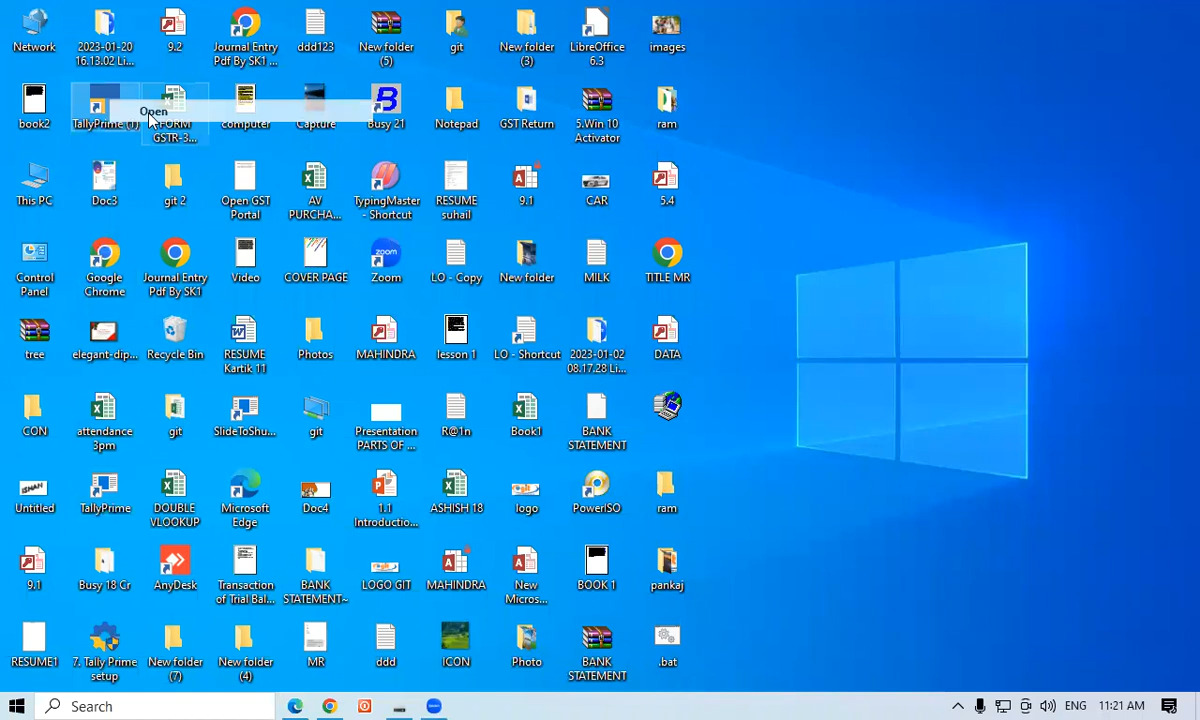 Network
2023-01-20
16.13.02 Li...
9.2
Journal Entry
Pdf By SK1 ...
ddd123
New folder
(5)
git
New folder
(3)
LibreOffice
6.3
images
book2
TallyPrime (1)
Open
FORM
GSTR-3...
computer
Capture
Busy 21
Notepad
GST Return
5.Win 10
Activator
ram
This PC
Doc3
git 2
Open GST
Portal
AV
PURCHA...
TypingMaster
- Shortcut
RESUME
suhail
9.1
CAR
5.4
Control
Panel
Google
Chrome
Journal Entry
Pdf By SK1
Video
COVER PAGE
zoom
Zoom
LO - Copy
New folder
MILK
TITLE MR
tree
elegant-dip...
Recycle Bin
RESUME
Kartik 11
Photos
MAHINDRA
lesson 1
LO - Shortcut
2023-01-02
08.17.28 Li...
DATA
CON
attendance
3pm
git
SlideToShu...
git
Presentation
PARTS OF ...
R@1n
Book1
BANK
STATEMENT
ISHAN
Untitled
TallyPrime
DOUBLE
VLOOKUP
Microsoft
Edge
Doc4
1.1
Introductio...
ASHISH 18
logo
PowerISO
ram
9.1
Busy 18 Cr
AnyDesk
Transaction
of Trial Bal...
BANK
STATEMENT~
LOGO GIT
MAHINDRA
New
Micros...
BOOK 1
pankaj
RESUME1
7. Tally Prime
setup
New folder
(7)
New folder
(4)
MR
ddd
ICON
Photo
BANK
STATEMENT
.bat
Search
ENG
11:21 AM